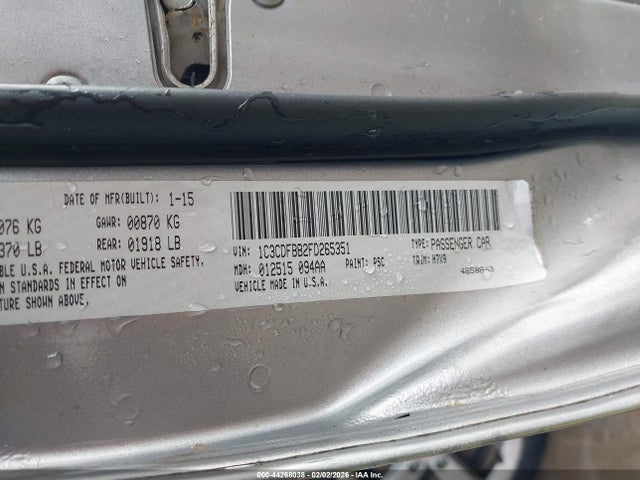 DATE OF MFR(BUILT): 1-15
076 KG GAWR: 00870 KG
370 LB REAR: 01918 LB
BLE U.S.A. FEDERAL MOTOR VEHICLE SAFETY,
N STANDARDS IN EFFECT ON
TURE SHOWN ABOVE,
VIN: 1C3CDFBB2FD265351 TYPE: PASSENGER CAR
MDH: 012515 094AA PAINT: PSC TRIM: H7X9
VEHICLE MADE IN U.S.A. 4658843
000-44268038 - 02/02/2026 - IAAI Inc.